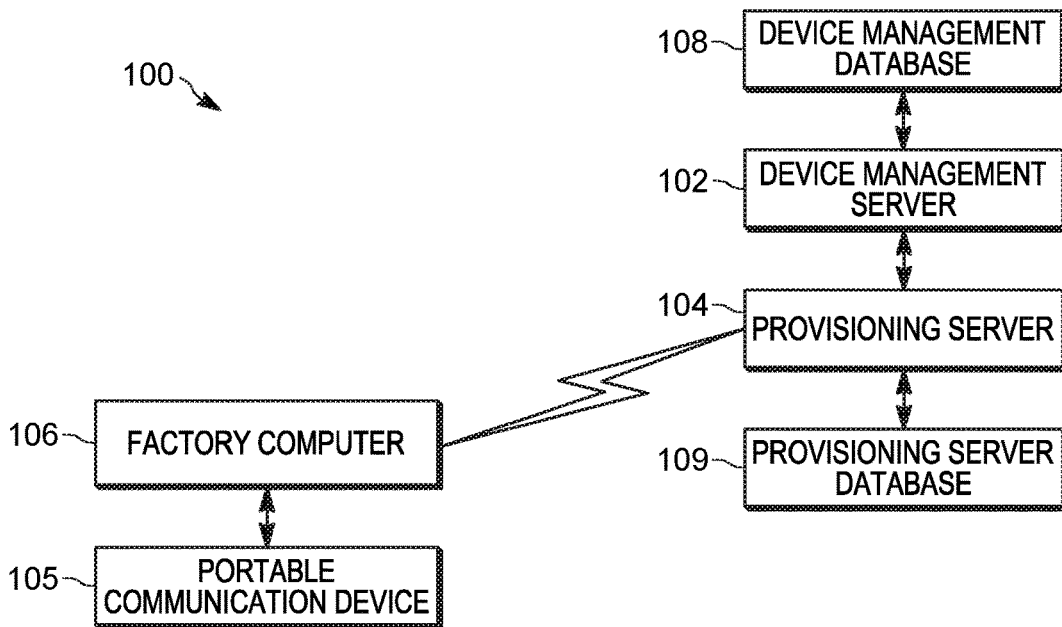 108
DEVICE MANAGEMENT
DATABASE
100
102
DEVICE MANAGEMENT
SERVER
104
PROVISIONING SERVER
106
FACTORY COMPUTER
109
PROVISIONING SERVER
DATABASE
105
PORTABLE
COMMUNICATION DEVICE